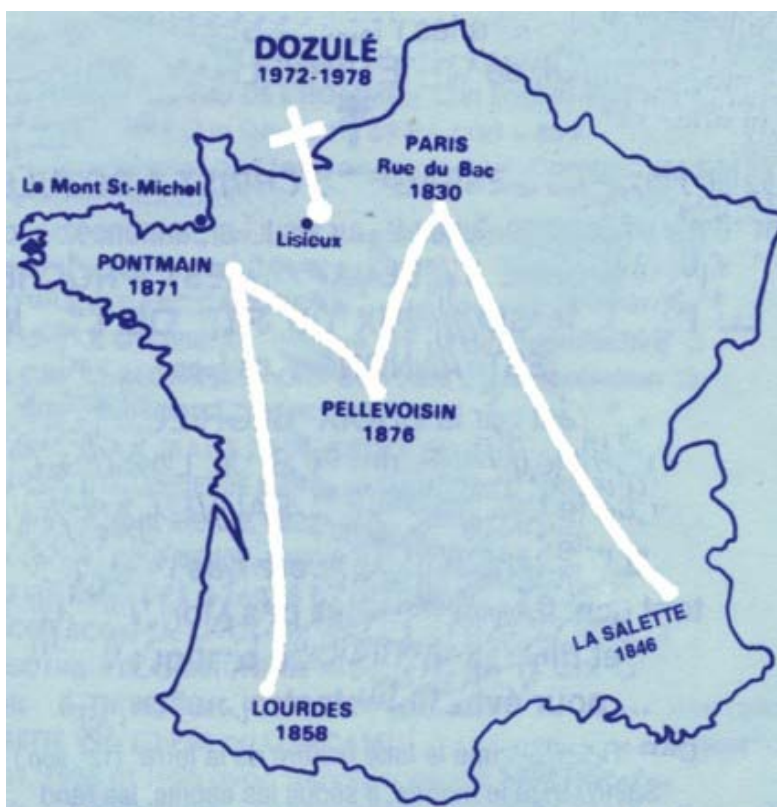 DOZULÉ
1972-1978
PARIS
Rue du Bac
1830
Le Mont St-Michel
Lisieux
PONTMAIN
1871
PELLEVOISIN
1876
LA SALETTE
1846
LOURDES
1858